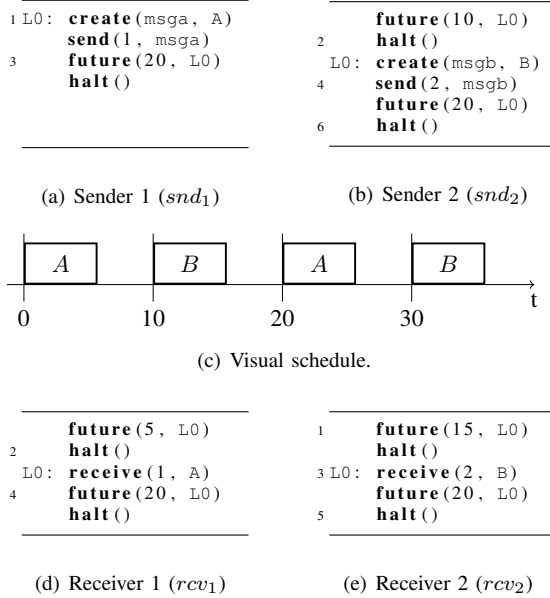 1 L0: create(msga, A)
send(1, msga)
3 future(20, L0)
halt()
(a) Sender 1 (snd₁)
future(10, L0)
2 halt()
L0: create(msgb, B)
4 send(2, msgb)
future(20, L0)
6 halt()
(b) Sender 2 (snd₂)
A B A B
0 10 20 30 t
(c) Visual schedule.
future(5, L0)
2 halt()
L0: receive(1, A)
4 future(20, L0)
halt()
(d) Receiver 1 (rcv₁)
1 future(15, L0)
halt()
3 L0: receive(2, B)
future(20, L0)
5 halt()
(e) Receiver 2 (rcv₂)